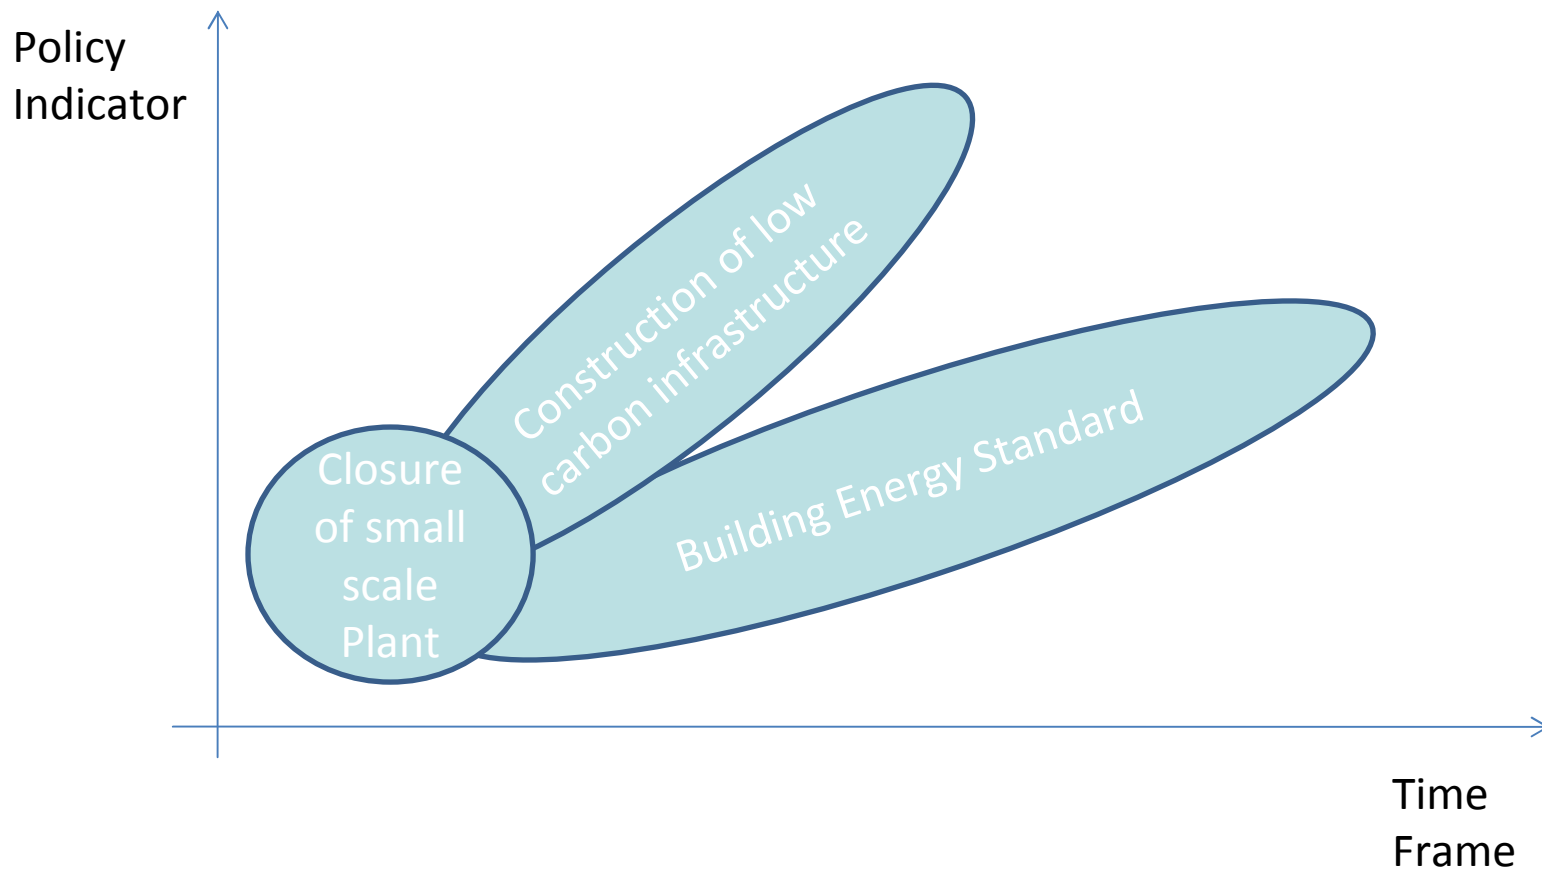 Policy
Indicator
Construction of low
carbon infrastructure
Building Energy Standard
Closure
of small
scale
Plant
Time
Frame